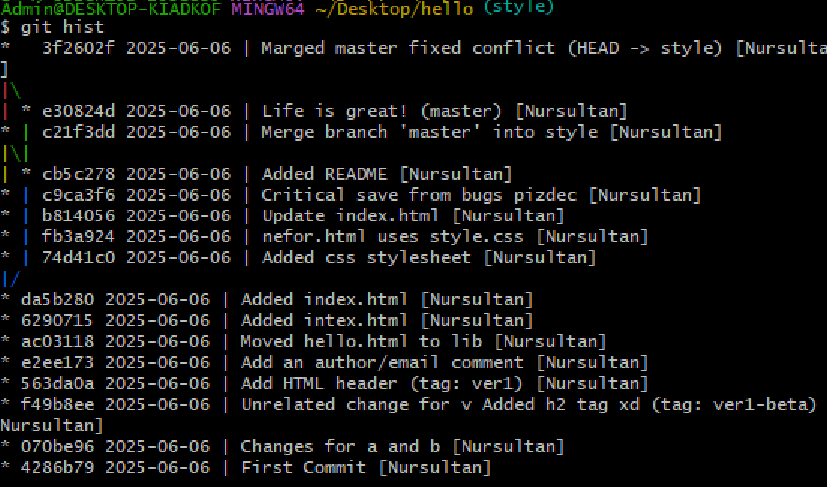 Admin@DESKTOP-KIADKOF MINGW64 ~/Desktop/hello (style)
$ git hist
*   3f2602f 2025-06-06 | Marged master fixed conflict (HEAD -> style) [Nursulta
]
|\
| * e30824d 2025-06-06 | Life is great! (master) [Nursultan]
* | c21f3dd 2025-06-06 | Merge branch 'master' into style [Nursultan]
|\|
| * cb5c278 2025-06-06 | Added README [Nursultan]
* | c9ca3f6 2025-06-06 | Critical save from bugs pizdec [Nursultan]
* | b814056 2025-06-06 | Update index.html [Nursultan]
* | fb3a924 2025-06-06 | nefor.html uses style.css [Nursultan]
* | 74d41c0 2025-06-06 | Added css stylesheet [Nursultan]
|/
* da5b280 2025-06-06 | Added index.html [Nursultan]
* 6290715 2025-06-06 | Added intex.html [Nursultan]
* ac03118 2025-06-06 | Moved hello.html to lib [Nursultan]
* e2ee173 2025-06-06 | Add an author/email comment [Nursultan]
* 563da0a 2025-06-06 | Add HTML header (tag: ver1) [Nursultan]
* f49b8ee 2025-06-06 | Unrelated change for v Added h2 tag xd (tag: ver1-beta)
Nursultan]
* 070be96 2025-06-06 | Changes for a and b [Nursultan]
* 4286b79 2025-06-06 | First Commit [Nursultan]